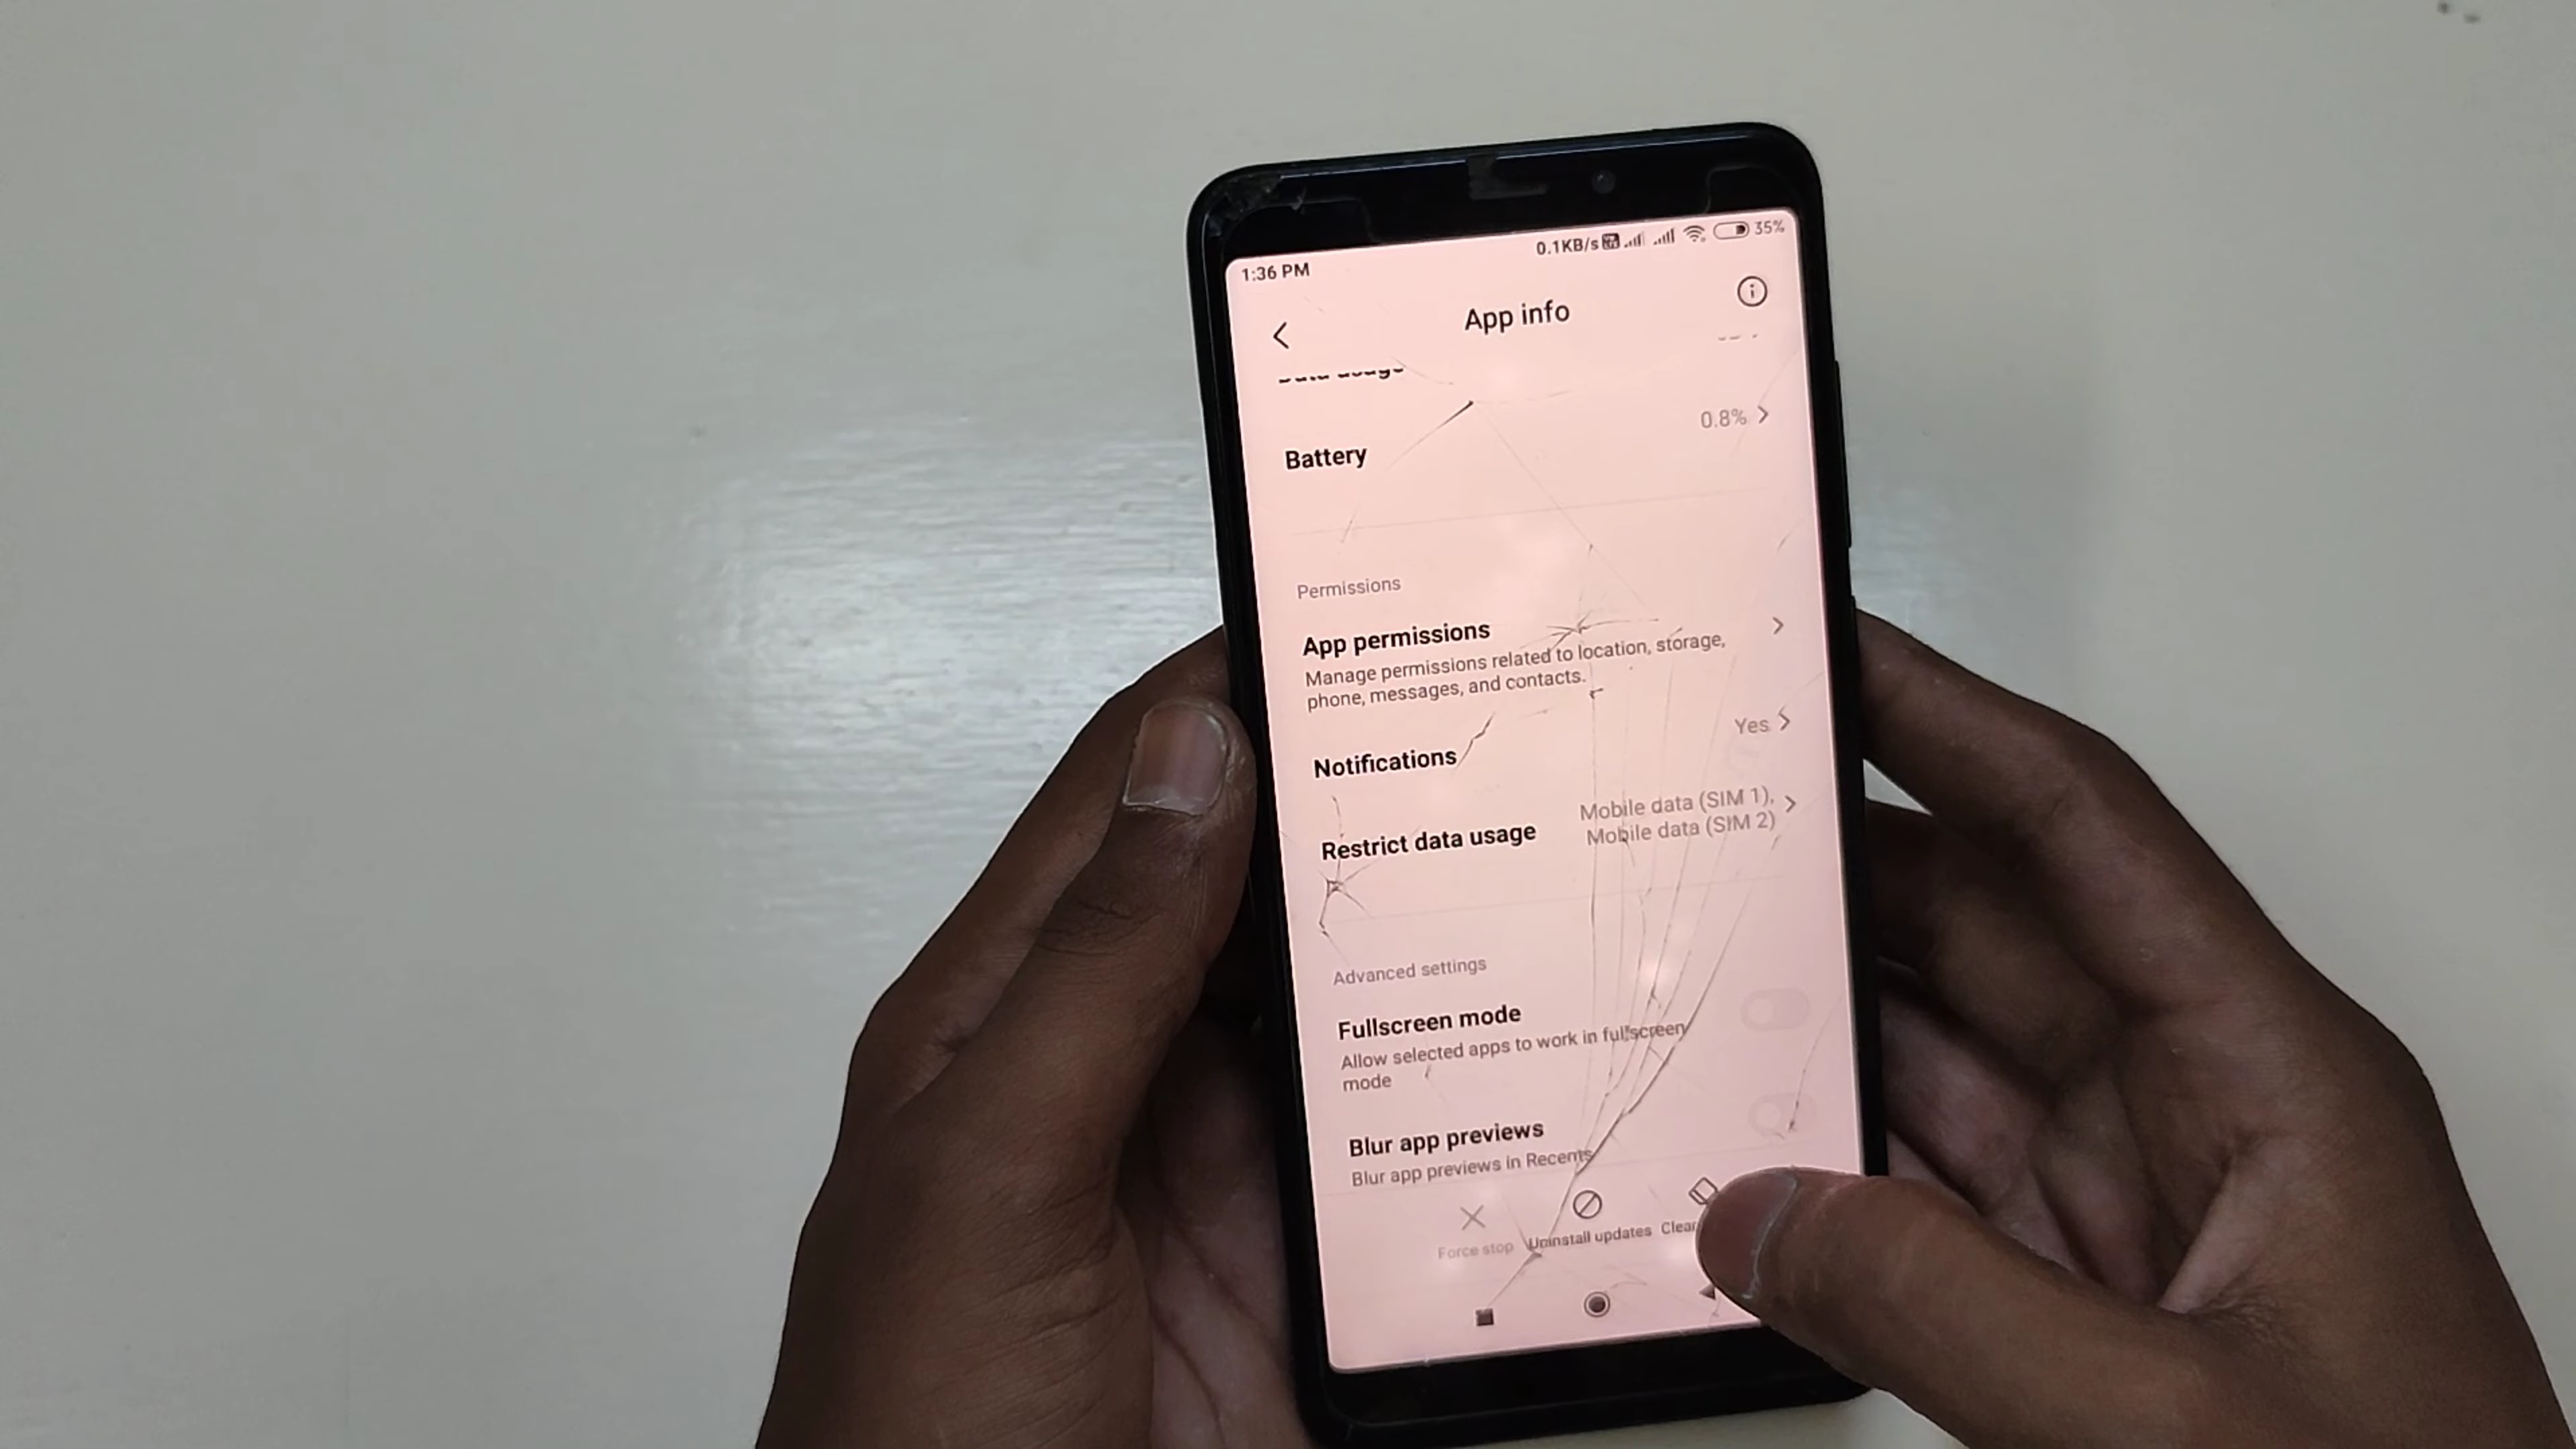 0.1KB/s 35%
1:36 PM
App info
Data usage
Battery 0.8%
Permissions
App permissions
Manage permissions related to location, storage,
phone, messages, and contacts.
Notifications Yes
Restrict data usage Mobile data (SIM 1),
Mobile data (SIM 2)
Advanced settings
Fullscreen mode
Allow selected apps to work in fullscreen
mode
Blur app previews
Blur app previews in Recents
Force stop Uninstall updates Clear